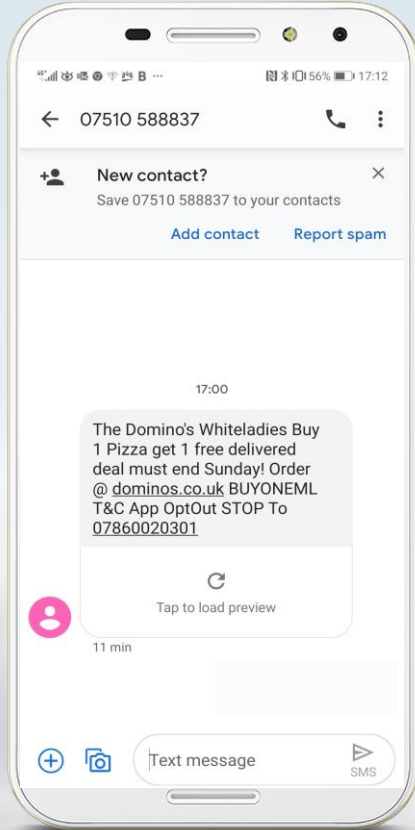 56% 17:12
07510 588837
New contact?
Save 07510 588837 to your contacts
Add contact Report spam
17:00
The Domino's Whiteladies Buy
1 Pizza get 1 free delivered
deal must end Sunday! Order
@ dominos.co.uk BUYONEML
T&C App OptOut STOP To
07860020301
Tap to load preview
11 min
Text message
SMS